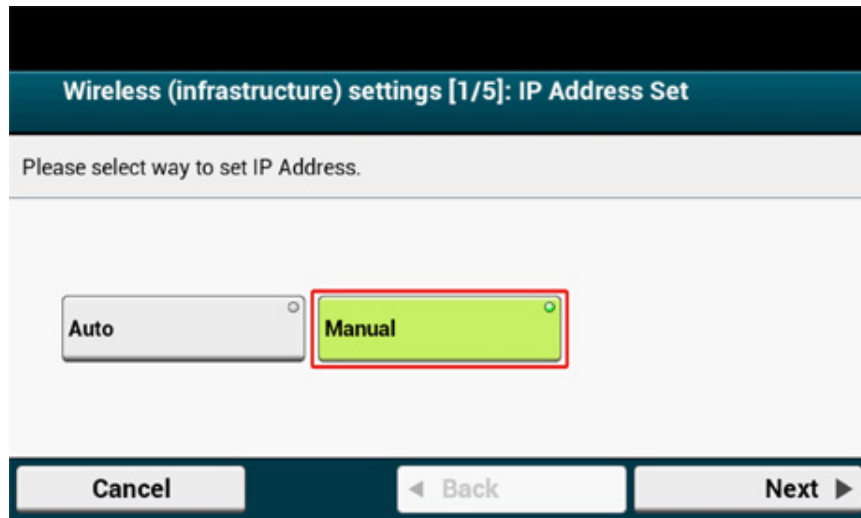 Wireless (infrastructure) settings [1/5]: IP Address Set
Please select way to set IP Address.
Auto
Manual
Cancel
Back
Next